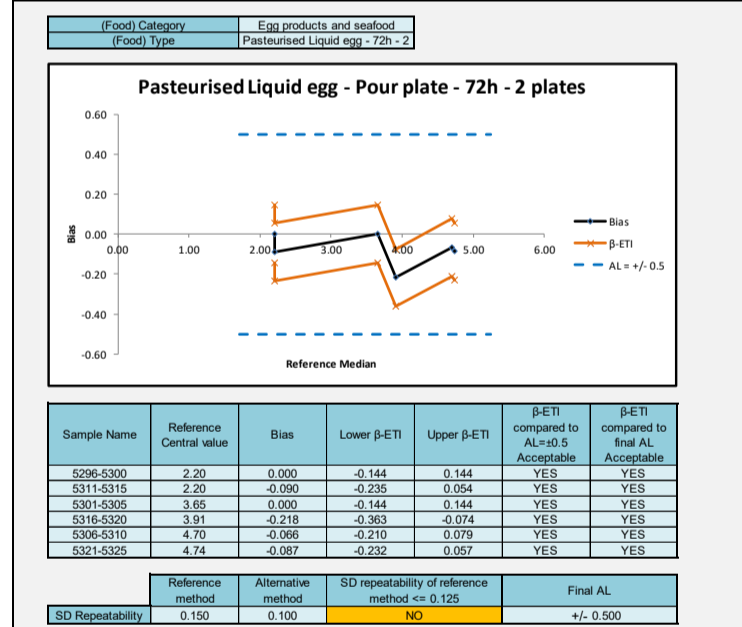 (Food) Category Egg products and seafood
(Food) Type Pasteurised Liquid egg - 72h - 2
Pasteurised Liquid egg - Pour plate - 72h - 2 plates
0.60
0.40
0.20
0.00
-0.20
-0.40
-0.60
Bias
0.00 1.00 2.00 3.00 4.00 5.00 6.00
Reference Median
Bias
β-ETI
AL = +/- 0.5
Sample Name Reference Central value Bias Lower β-ETI Upper β-ETI β-ETI compared to AL=±0.5 Acceptable β-ETI compared to final AL Acceptable
5296-5300 2.20 0.000 -0.144 0.144 YES YES
5311-5315 2.20 -0.090 -0.235 0.054 YES YES
5301-5305 3.65 0.000 -0.144 0.144 YES YES
5316-5320 3.91 -0.218 -0.363 -0.074 YES YES
5306-5310 4.70 -0.066 -0.210 0.079 YES YES
5321-5325 4.74 -0.087 -0.232 0.057 YES YES
Reference method Alternative method SD repeatability of reference method <= 0.125 Final AL
SD Repeatability 0.150 0.100 NO +/- 0.500